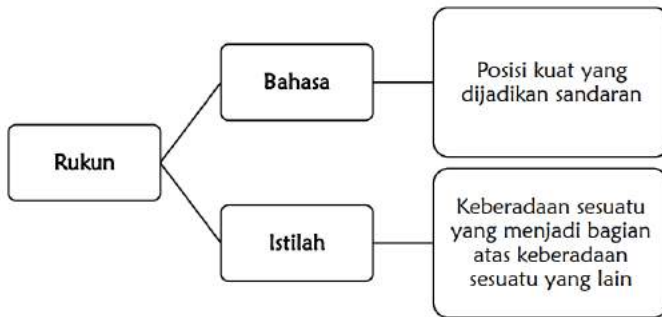 Rukun
Bahasa
Posisi kuat yang
dijadikan sandaran
Istilah
Keberadaan sesuatu
yang menjadi bagian
atas keberadaan
sesuatu yang lain